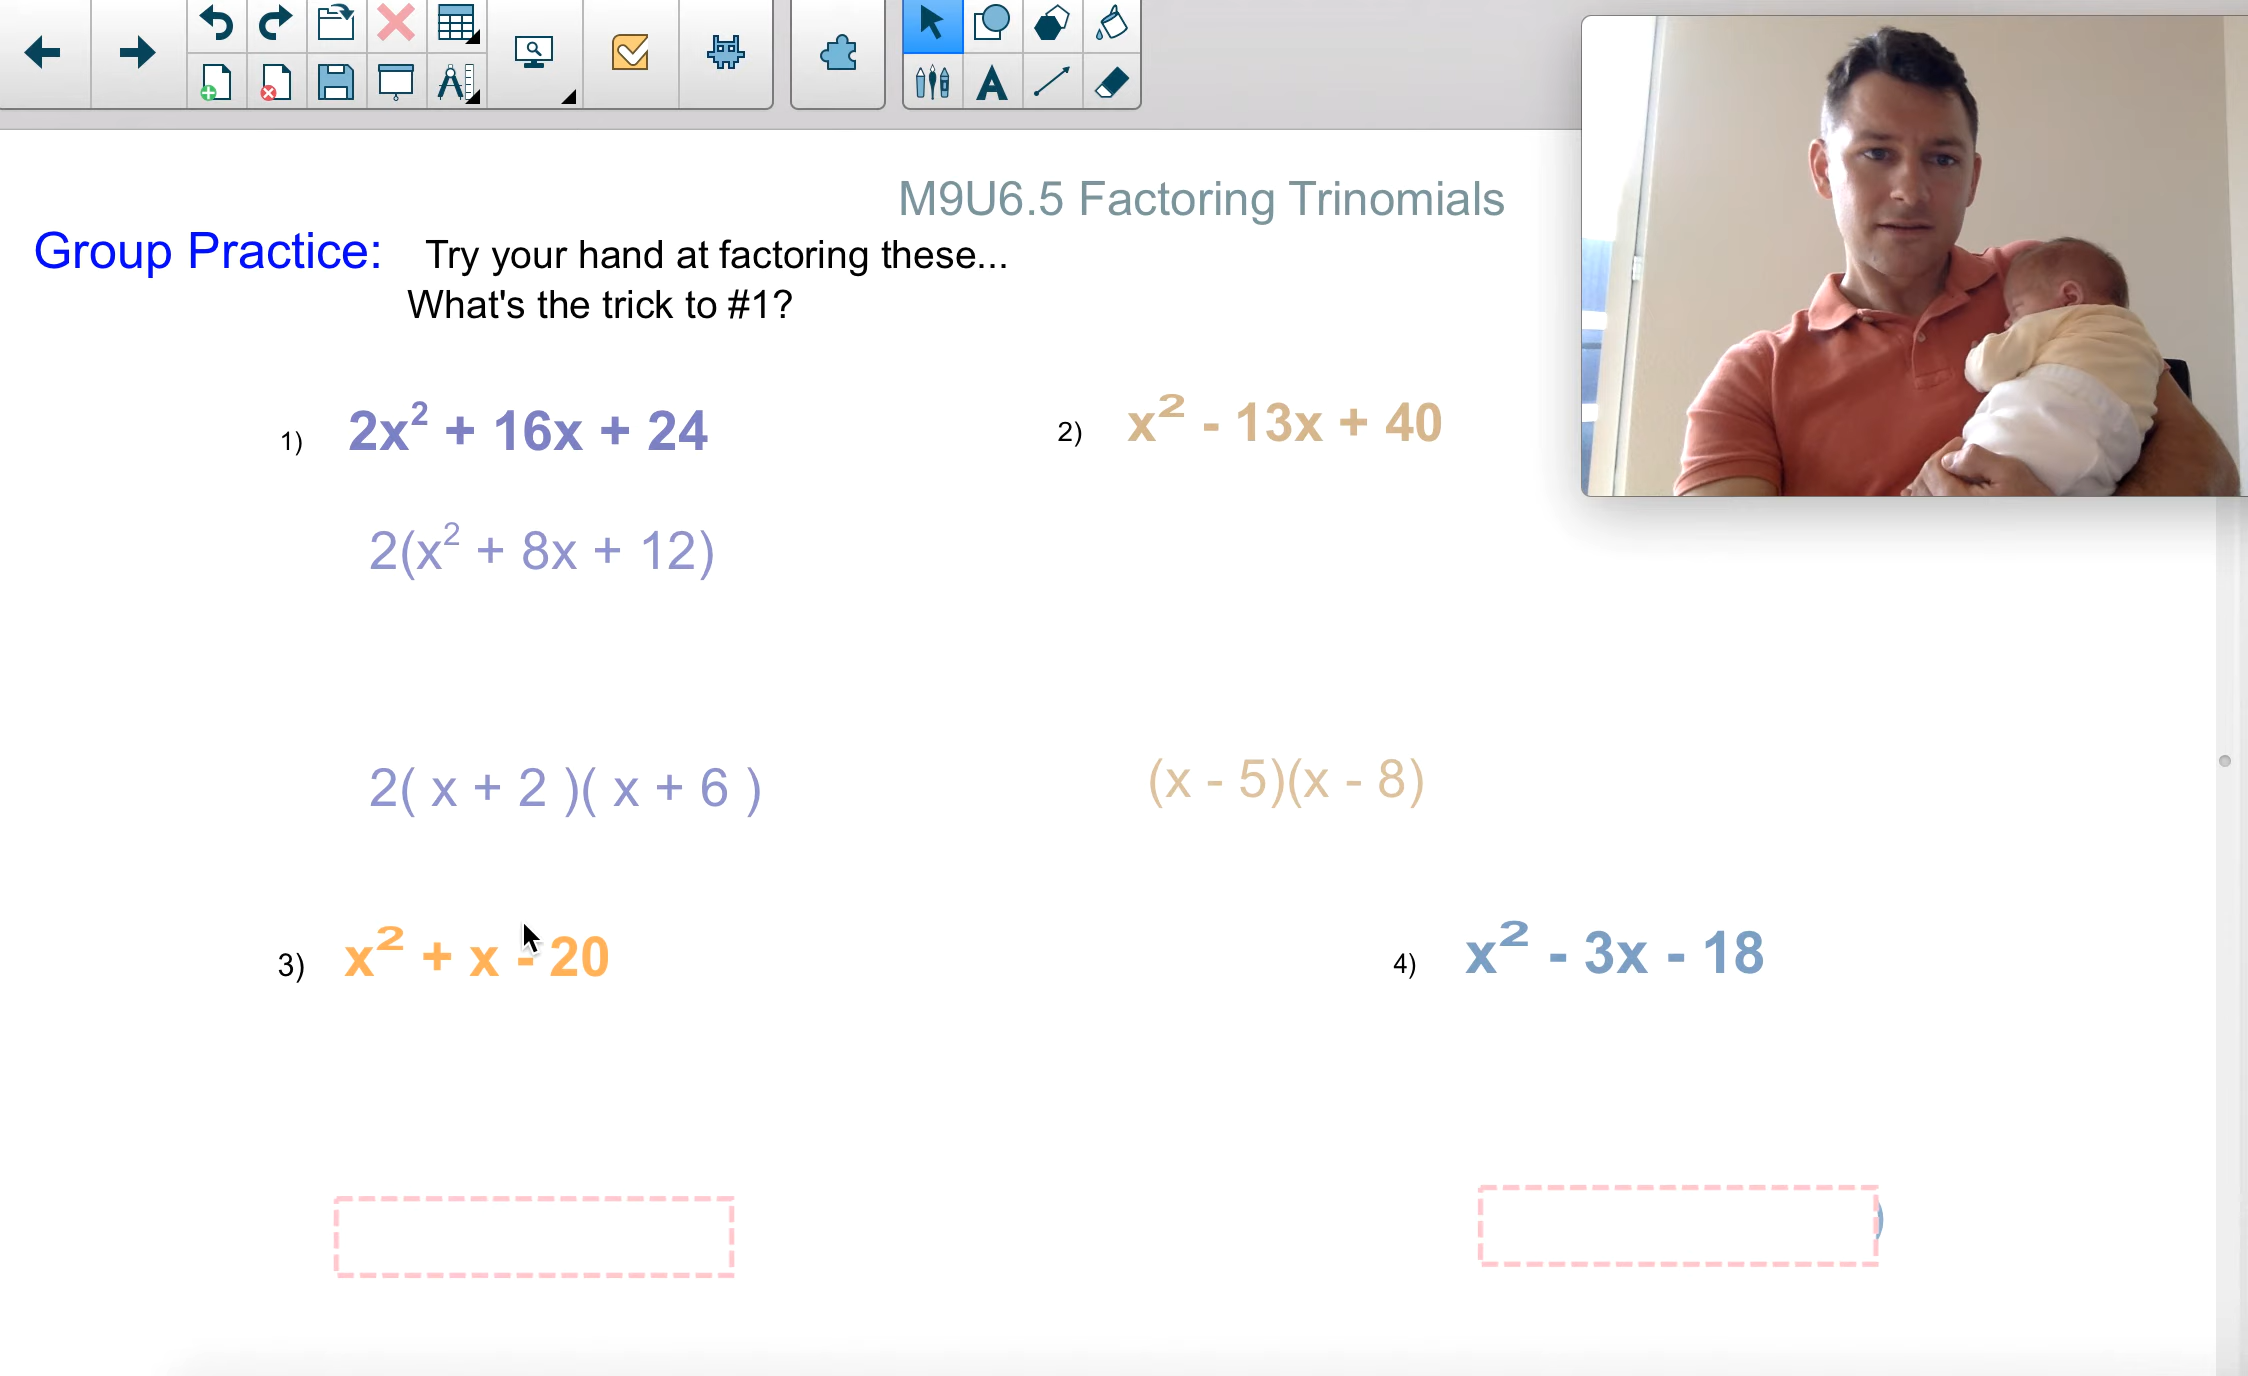 M9U6.5 Factoring Trinomials
Group Practice: Try your hand at factoring these...
What's the trick to #1?
1) 2x² + 16x + 24
2) x² - 13x + 40
2(x² + 8x + 12)
2( x + 2 )( x + 6 )
(x - 5)(x - 8)
3) x² + x - 20
4) x² - 3x - 18
)